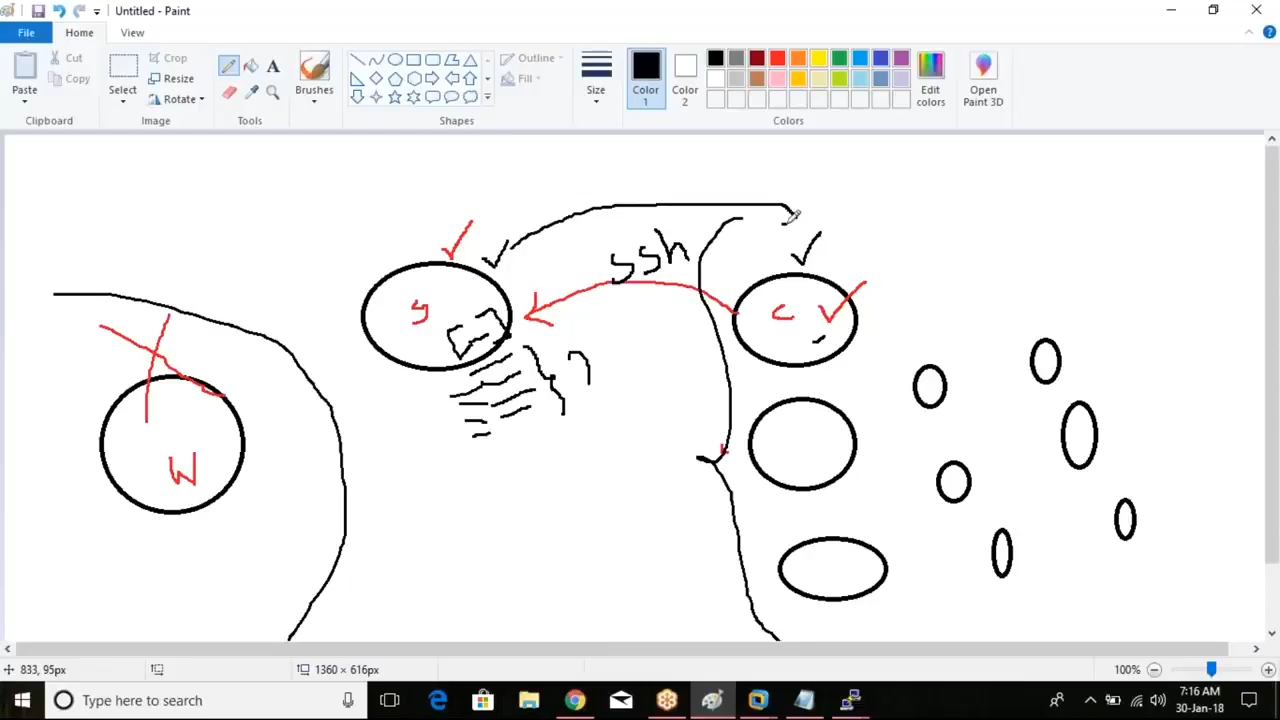 Untitled - Paint
File
Home
View
Paste
Cut
Copy
Clipboard
Select
Crop
Resize
Rotate
Image
A
Tools
Brushes
Shapes
Outline
Fill
Size
Color 1
Color 2
Edit colors
Colors
Open Paint 3D
ssh
C
W
833, 95px
1360 × 616px
100%
Type here to search
7:16 AM
30-Jan-18